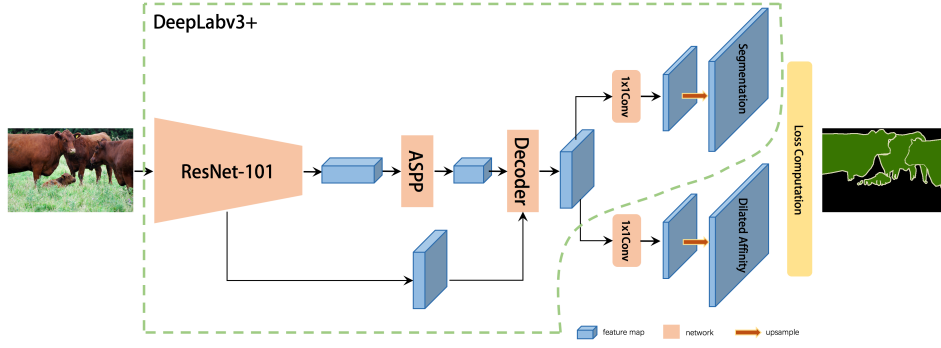 DeepLabv3+
ResNet-101
ASPP
Decoder
1x1Conv
Segmentation
1x1Conv
Dilated Affinity
Loss Computation
feature map
network
upsample